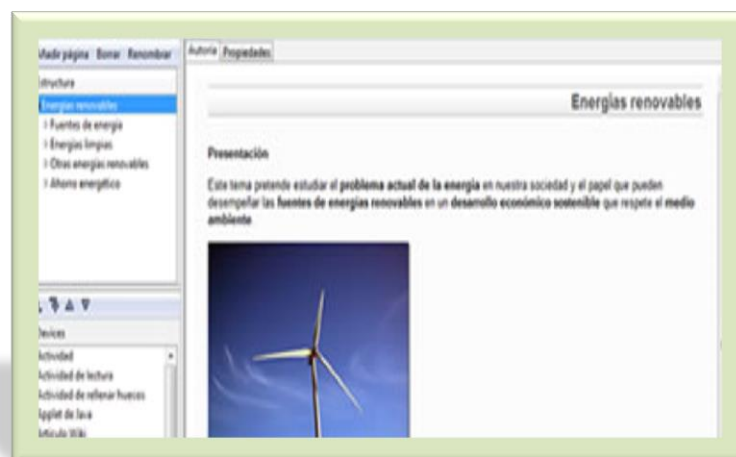 Añadir página Borrar Renombrar
Autoría Propiedades
Estructura
Energías renovables
Fuentes de energía
Energías limpias
Otras energías renovables
Ahorro energético
Energías renovables
Presentación
Este tema pretende estudiar el problema actual de la energía en nuestra sociedad y el papel que pueden
desempeñar las fuentes de energías renovables en un desarrollo económico sostenible que respete el medio
ambiente
iDevices
Actividad
Actividad de lectura
Actividad de rellenar huecos
Applet de Java
Artículo Wiki